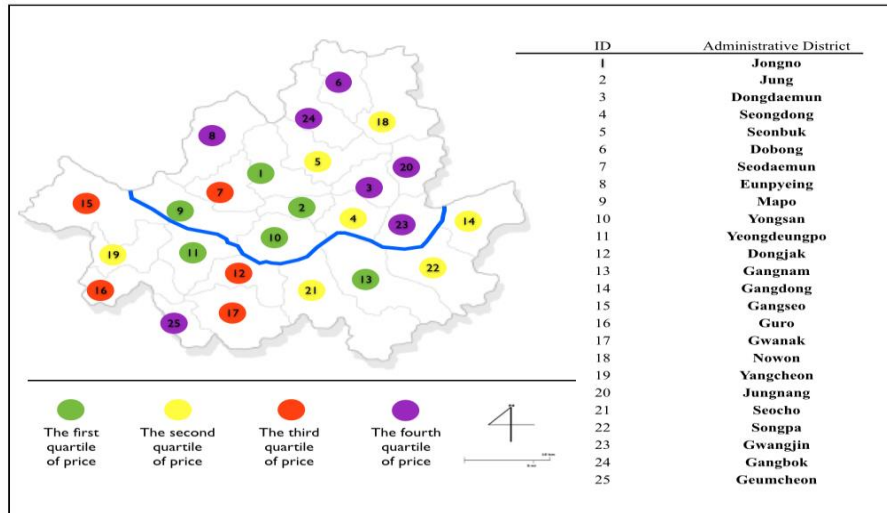 6
24
18
8
5
20
1
3
7
15
9
2
4
14
23
10
11
19
22
12
13
16
21
17
25
The first
quartile
of price
The second
quartile
of price
The third
quartile
of price
The fourth
quartile
of price
ID Administrative District
1 Jongno
2 Jung
3 Dongdaemun
4 Seongdong
5 Seonbuk
6 Dobong
7 Seodaemun
8 Eunpyeing
9 Mapo
10 Yongsan
11 Yeongdeungpo
12 Dongjak
13 Gangnam
14 Gangdong
15 Gangseo
16 Guro
17 Gwanak
18 Nowon
19 Yangcheon
20 Jungnang
21 Seocho
22 Songpa
23 Gwangjin
24 Gangbok
25 Geumcheon